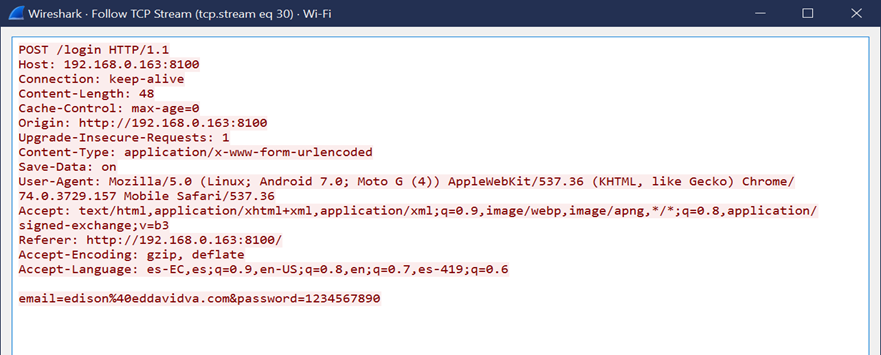 Wireshark · Follow TCP Stream (tcp.stream eq 30) · Wi-Fi
POST /login HTTP/1.1
Host: 192.168.0.163:8100
Connection: keep-alive
Content-Length: 48
Cache-Control: max-age=0
Origin: http://192.168.0.163:8100
Upgrade-Insecure-Requests: 1
Content-Type: application/x-www-form-urlencoded
Save-Data: on
User-Agent: Mozilla/5.0 (Linux; Android 7.0; Moto G (4)) AppleWebKit/537.36 (KHTML, like Gecko) Chrome/
74.0.3729.157 Mobile Safari/537.36
Accept: text/html,application/xhtml+xml,application/xml;q=0.9,image/webp,image/apng,*/*;q=0.8,application/
signed-exchange;v=b3
Referer: http://192.168.0.163:8100/
Accept-Encoding: gzip, deflate
Accept-Language: es-EC,es;q=0.9,en-US;q=0.8,en;q=0.7,es-419;q=0.6
email=edison%40eddavidva.com&password=1234567890